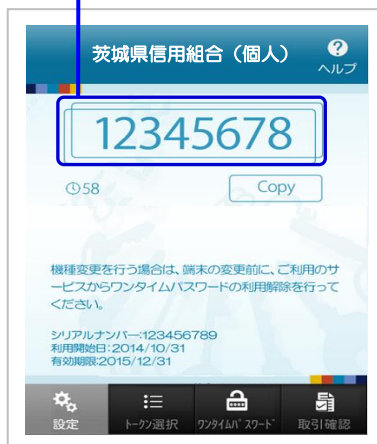 茨城県信用組合（個人）
ヘルプ
12345678
58
Copy
機種変更を行う場合は、端末の変更前に、ご利用のサ
ービスからワンタイムパスワードの利用解除を行って
ください。
シリアルナンバー:123456789
利用開始日:2014/10/31
有効期限:2015/12/31
設定
トークン選択
ワンタイムパスワード
取引確認